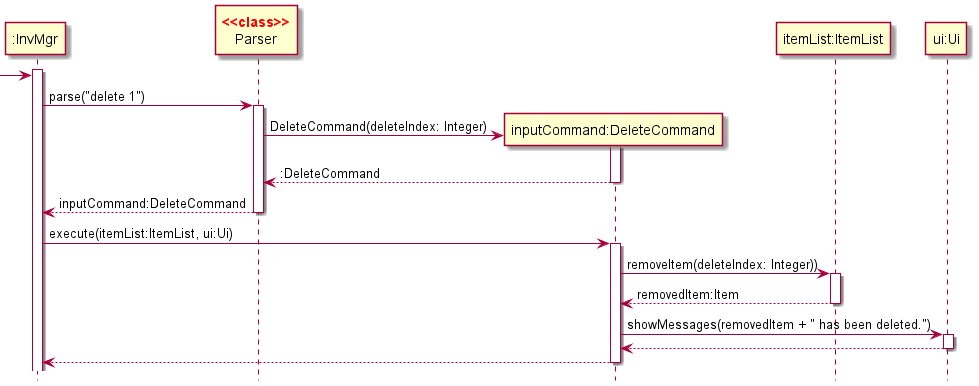 :InvMgr
<<class>>
Parser
itemList:ItemList
ui:Ui
parse("delete 1")
DeleteCommand(deleteIndex: Integer)
inputCommand:DeleteCommand
:DeleteCommand
inputCommand:DeleteCommand
execute(itemList:ItemList, ui:Ui)
removeItem(deleteIndex: Integer))
removedItem:Item
showMessages(removedItem + " has been deleted.")